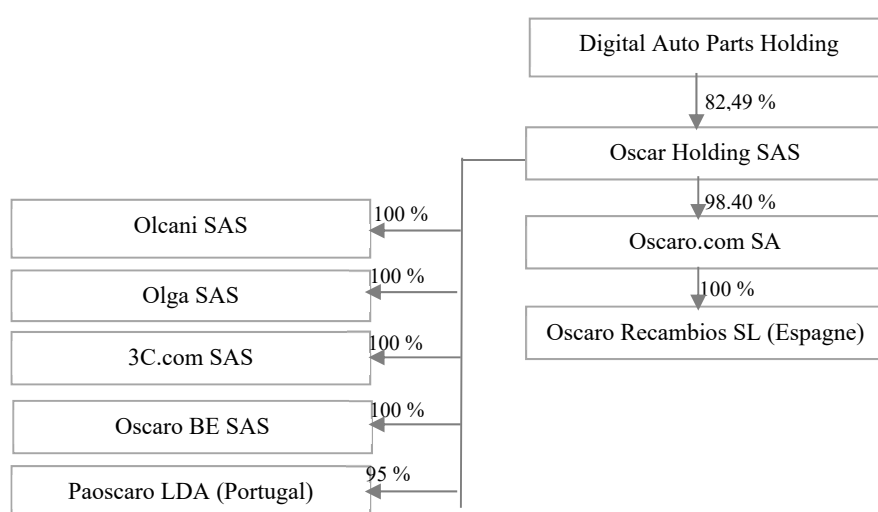 Digital Auto Parts Holding
82,49 %
Oscar Holding SAS
98.40 %
Oscaro.com SA
100 %
Oscaro Recambios SL (Espagne)
Olcani SAS
100 %
Olga SAS
100 %
3C.com SAS
100 %
Oscaro BE SAS
100 %
Paoscaro LDA (Portugal)
95 %